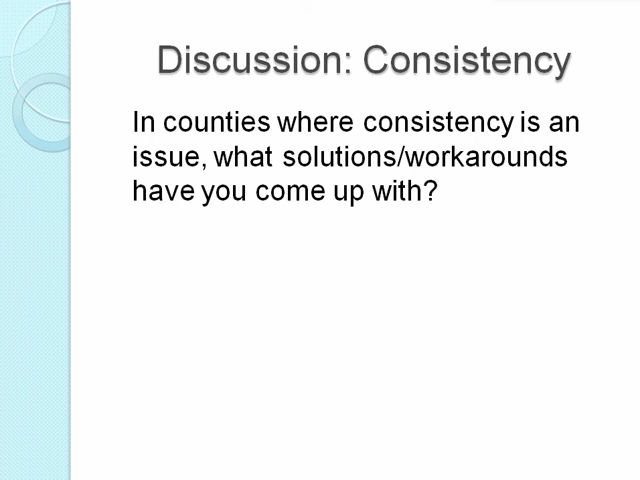 Discussion: Consistency
In counties where consistency is an
issue, what solutions/workarounds
have you come up with?